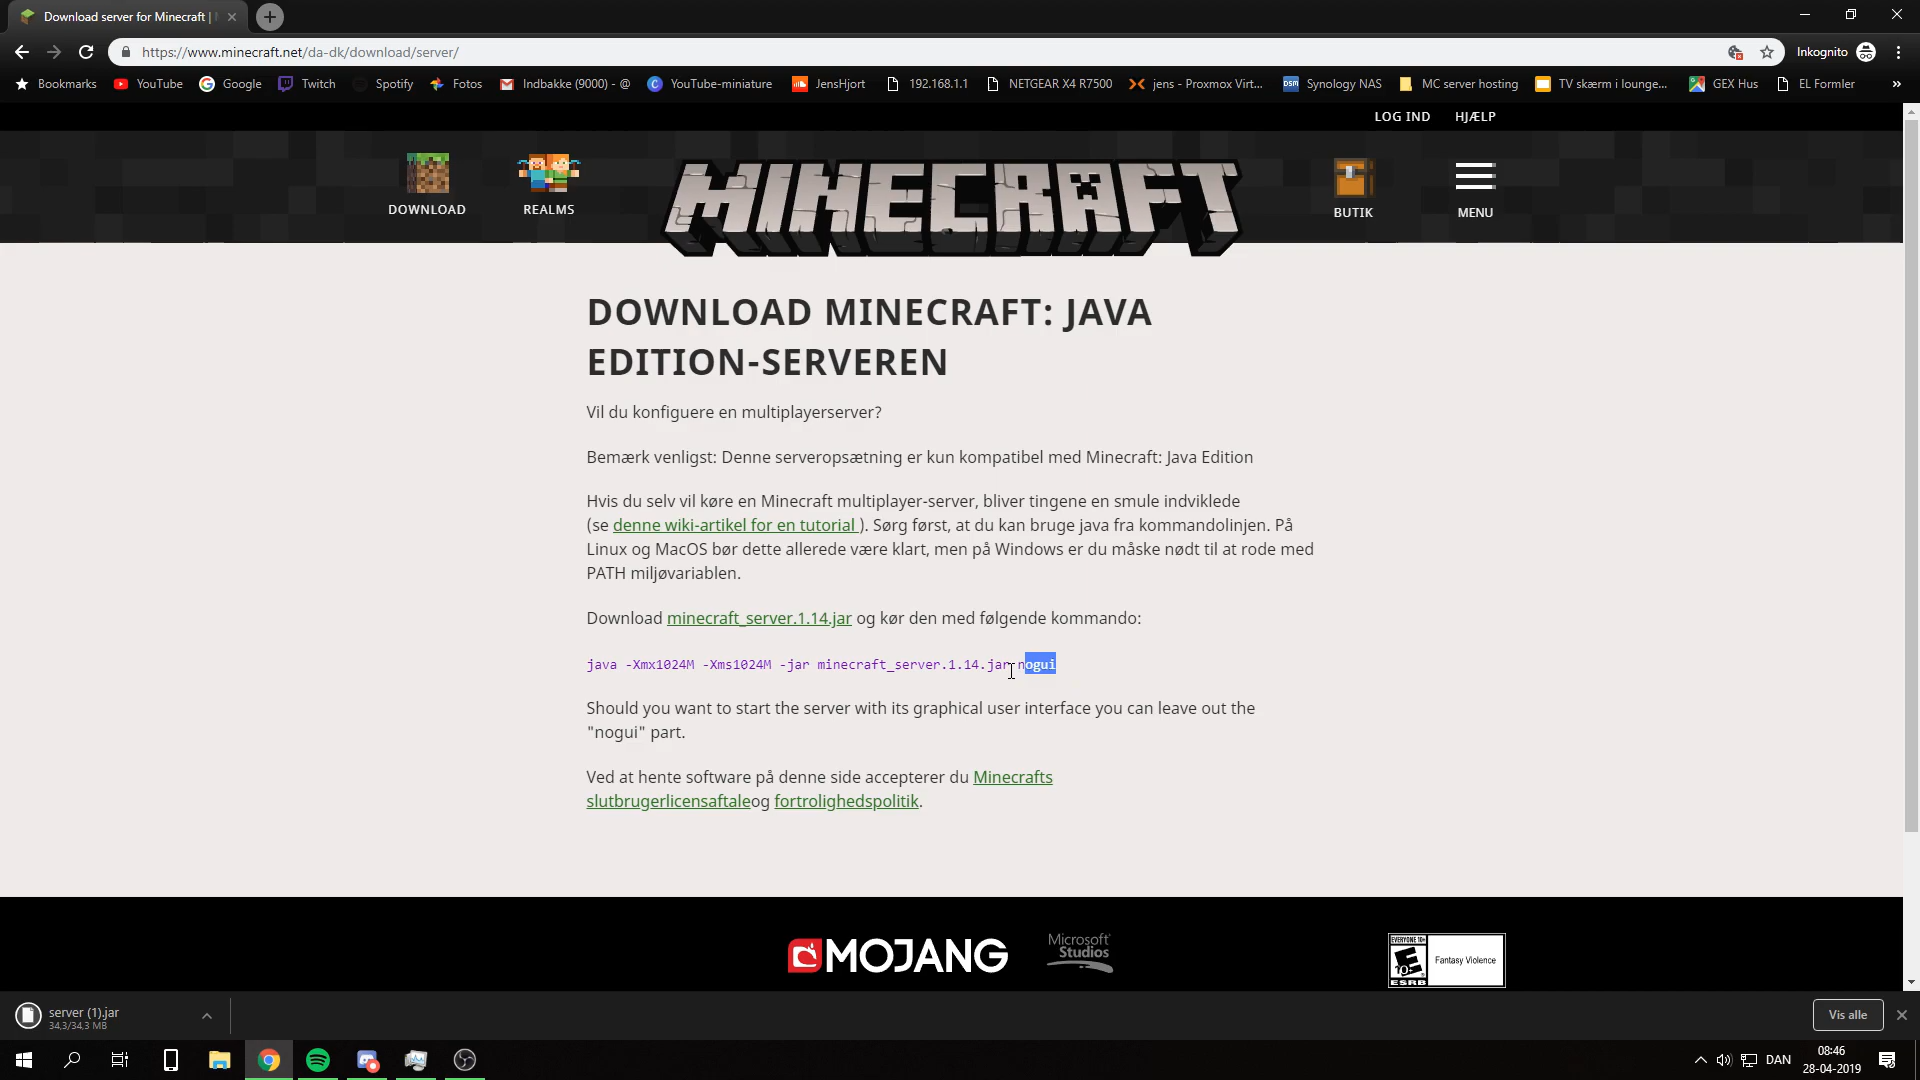 Download server for Minecraft |
https://www.minecraft.net/da-dk/download/server/
Inkognito
Bookmarks YouTube Google Twitch Spotify Fotos Indbakke (9000) - @ YouTube-miniature JensHjort 192.168.1.1 NETGEAR X4 R7500 jens - Proxmox Virt... Synology NAS MC server hosting TV skærm i lounge... GEX Hus EL Formler »
LOG IND HJÆLP
DOWNLOAD REALMS MINECRAFT BUTIK MENU
DOWNLOAD MINECRAFT: JAVA
EDITION-SERVEREN
Vil du konfiguere en multiplayerserver?
Bemærk venligst: Denne serveropsætning er kun kompatibel med Minecraft: Java Edition
Hvis du selv vil køre en Minecraft multiplayer-server, bliver tingene en smule indviklede
(se denne wiki-artikel for en tutorial ). Sørg først, at du kan bruge java fra kommandolinjen. På
Linux og MacOS bør dette allerede være klart, men på Windows er du måske nødt til at rode med
PATH miljøvariablen.
Download minecraft_server.1.14.jar og kør den med følgende kommando:
java -Xmx1024M -Xms1024M -jar minecraft_server.1.14.jar nogui
Should you want to start the server with its graphical user interface you can leave out the
"nogui" part.
Ved at hente software på denne side accepterer du Minecrafts
slutbrugerlicensaftaleog fortrolighedspolitik.
MOJANG
Microsoft
Studios
EVERYONE 10+
E
10+
ESRB
Fantasy Violence
server (1).jar
34,3/34,3 MB
Vis alle
DAN
08:46
28-04-2019